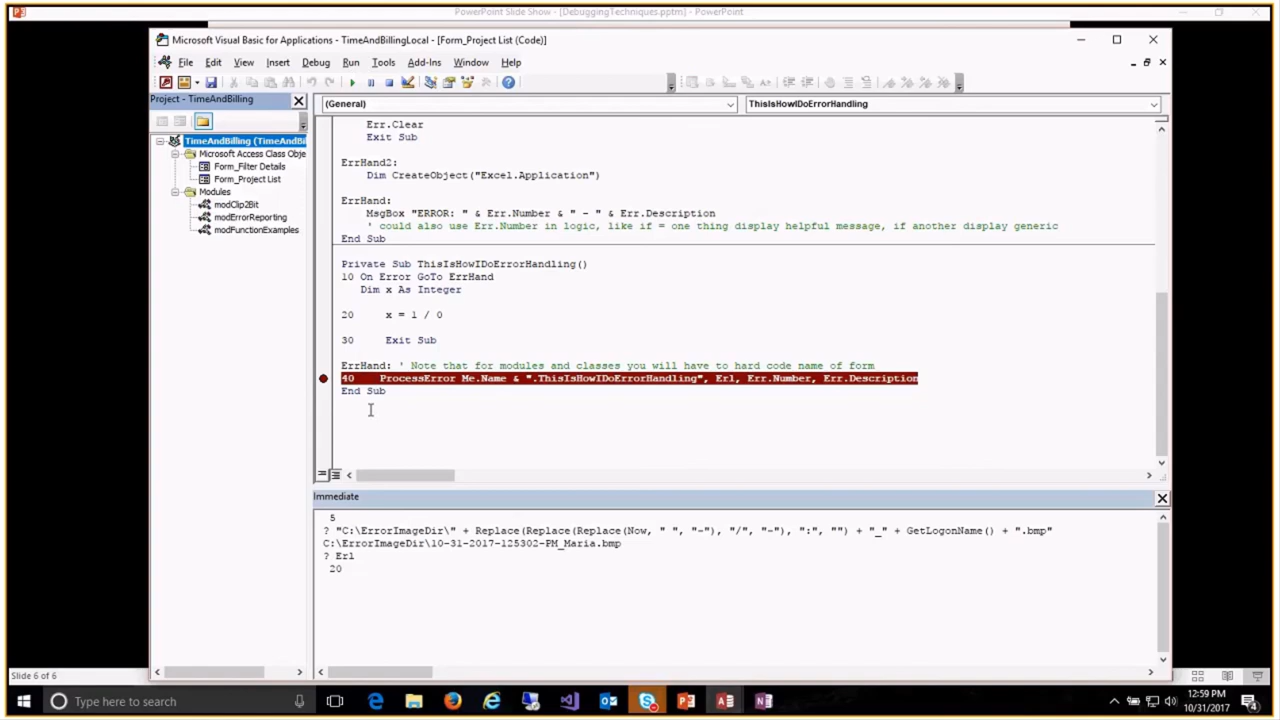 PowerPoint Slide Show - [DebuggingTechniques.pptm] - PowerPoint
Microsoft Visual Basic for Applications - TimeAndBillingLocal - [Form_Project List (Code)]
File Edit View Insert Debug Run Tools Add-Ins Window Help
Project - TimeAndBilling
(General)
ThisIsHowIDoErrorHandling
TimeAndBilling (TimeAndBil
Microsoft Access Class Obje
Form_Filter Details
Form_Project List
Modules
modClip2Bit
modErrorReporting
modFunctionExamples
Err.Clear
Exit Sub
ErrHand2:
Dim CreateObject("Excel.Application")
ErrHand:
MsgBox "ERROR: " & Err.Number & " - " & Err.Description
' could also use Err.Number in logic, like if = one thing display helpful message, if another display generic
End Sub
Private Sub ThisIsHowIDoErrorHandling()
10 On Error GoTo ErrHand
Dim x As Integer
20 x = 1 / 0
30 Exit Sub
ErrHand: ' Note that for modules and classes you will have to hard code name of form
40 ProcessError Me.Name & ".ThisIsHowIDoErrorHandling", Erl, Err.Number, Err.Description
End Sub
Immediate
5
? "C:\ErrorImageDir\" + Replace(Replace(Replace(Now, " ", "-"), "/", "-"), ":", "") + "_" + GetLogonName() + ".bmp"
C:\ErrorImageDir\10-31-2017-125302-PM_Maria.bmp
? Erl
20
Slide 6 of 6
Type here to search
12:59 PM
10/31/2017
4